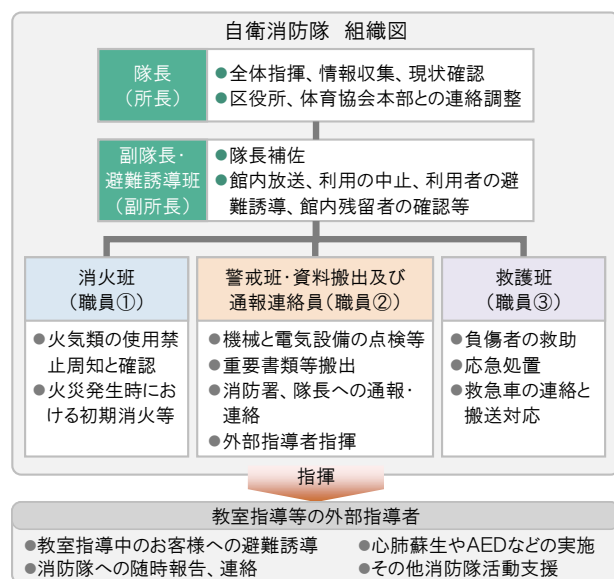 自衛消防隊 組織図
隊長
（所長）
●全体指揮、情報収集、現状確認
●区役所、体育協会本部との連絡調整
副隊長・
避難誘導班
（副所長）
●隊長補佐
●館内放送、利用の中止、利用者の避
難誘導、館内残留者の確認等
消火班
（職員①）
●火気類の使用禁
止周知と確認
●火災発生時にお
ける初期消火等
警戒班・資料搬出及び
通報連絡員（職員②）
●機械と電気設備の点検等
●重要書類等搬出
●消防署、隊長への通報・
連絡
●外部指導者指揮
救護班
（職員③）
●負傷者の救助
●応急処置
●救急車の連絡と
搬送対応
指揮
教室指導等の外部指導者
●教室指導中のお客様への避難誘導
●消防隊への随時報告、連絡
●心肺蘇生やAEDなどの実施
●その他消防隊活動支援